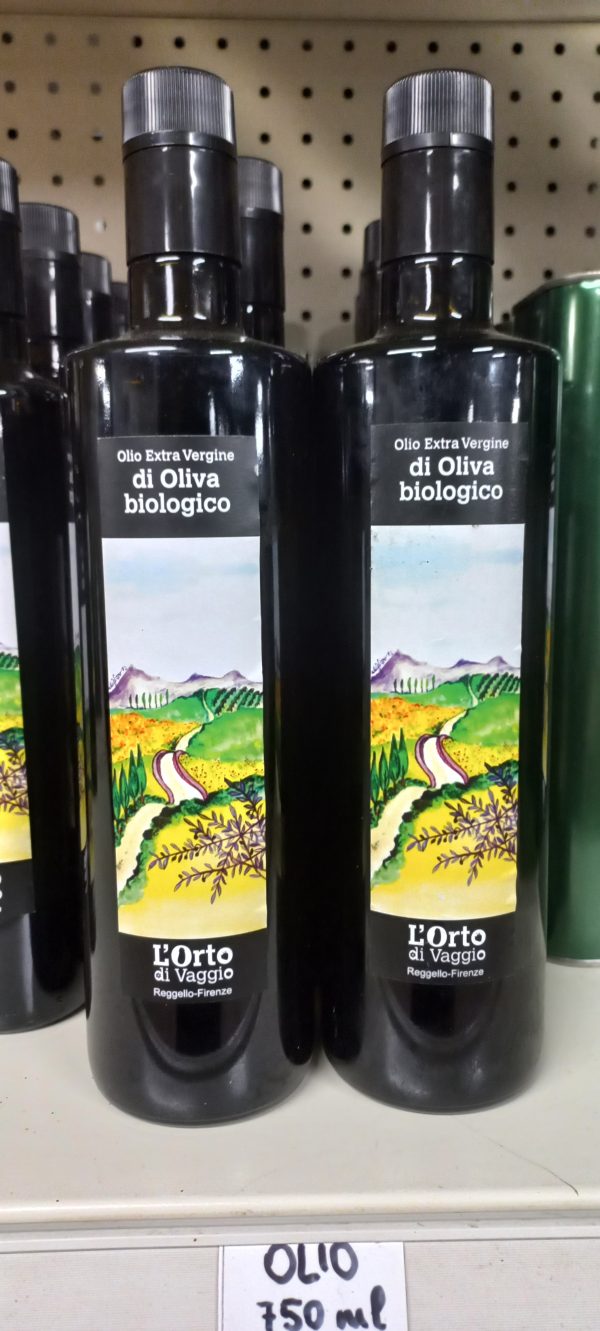 Olio Extra Vergine
di Oliva
biologico
L'Orto
di Vaggio
Reggello-Firenze
Olio Extra Vergine
di Oliva
biologico
L'Orto
di Vaggio
Reggello-Firenze
OLIO
750 ml